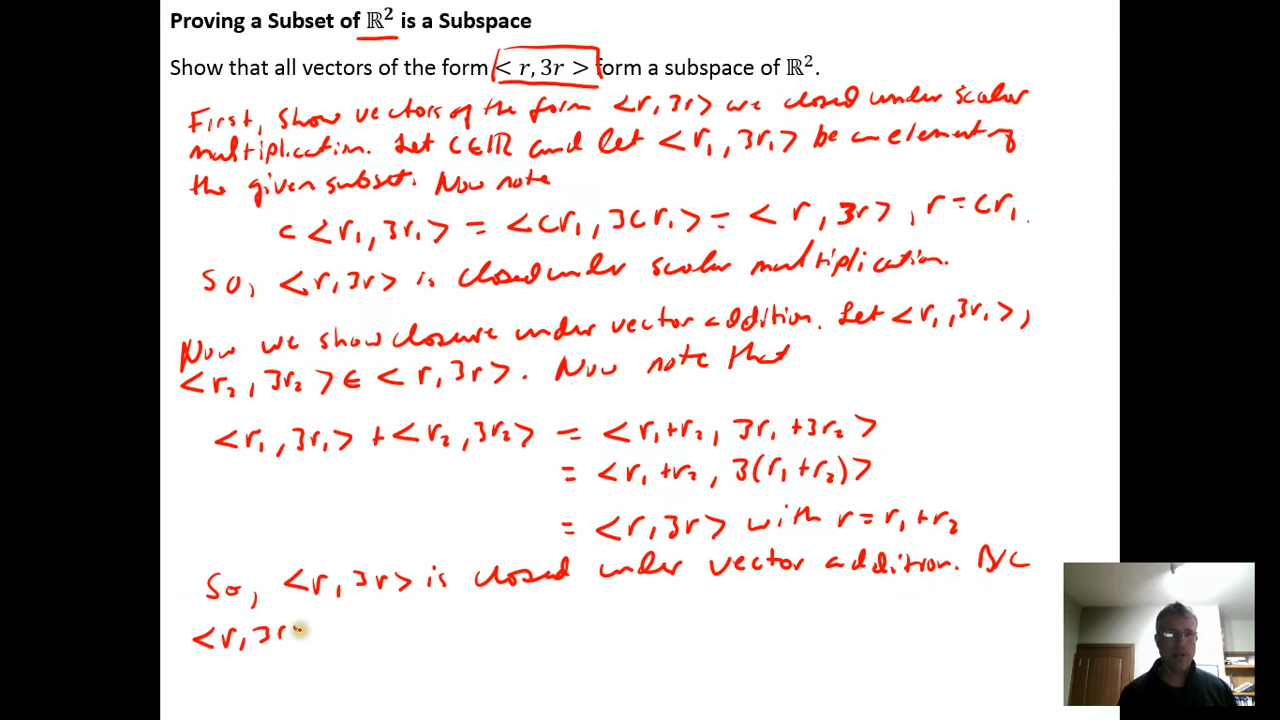 Proving a Subset of ℝ² is a Subspace
Show that all vectors of the form < r, 3r > form a subspace of ℝ².
First, show vectors of the form <r, 3r> are closed under scalar
multiplication. Let C∈ℝ and let <r₁, 3r₁> be an element of
the given subset. Now note
c <r₁, 3r₁> = <cr₁, 3cr₁> = <r, 3r>, r = cr₁.
So, <r, 3r> is closed under scalar multiplication.
Now we show closure under vector addition. Let <r₁, 3r₁>,
<r₂, 3r₂> ∈ <r, 3r>. Now note that
<r₁, 3r₁> + <r₂, 3r₂> = <r₁+r₂, 3r₁+3r₂>
= <r₁+r₂, 3(r₁+r₂)>
= <r, 3r> with r = r₁+r₂
So, <r, 3r> is closed under vector addition. B/C
<r, 3r